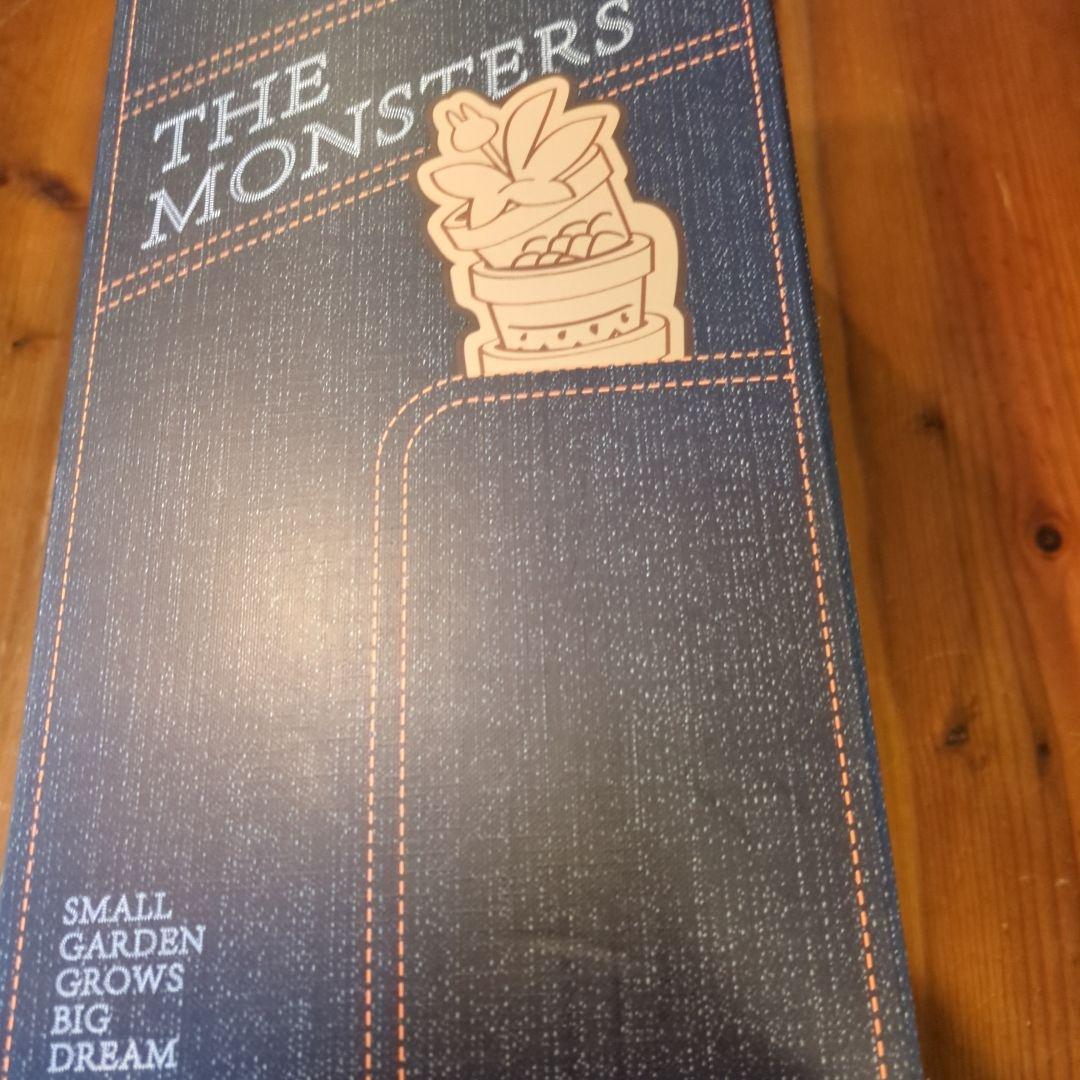 THE
MONSTERS
SMALL
GARDEN
GROWS
BIG
DREAM